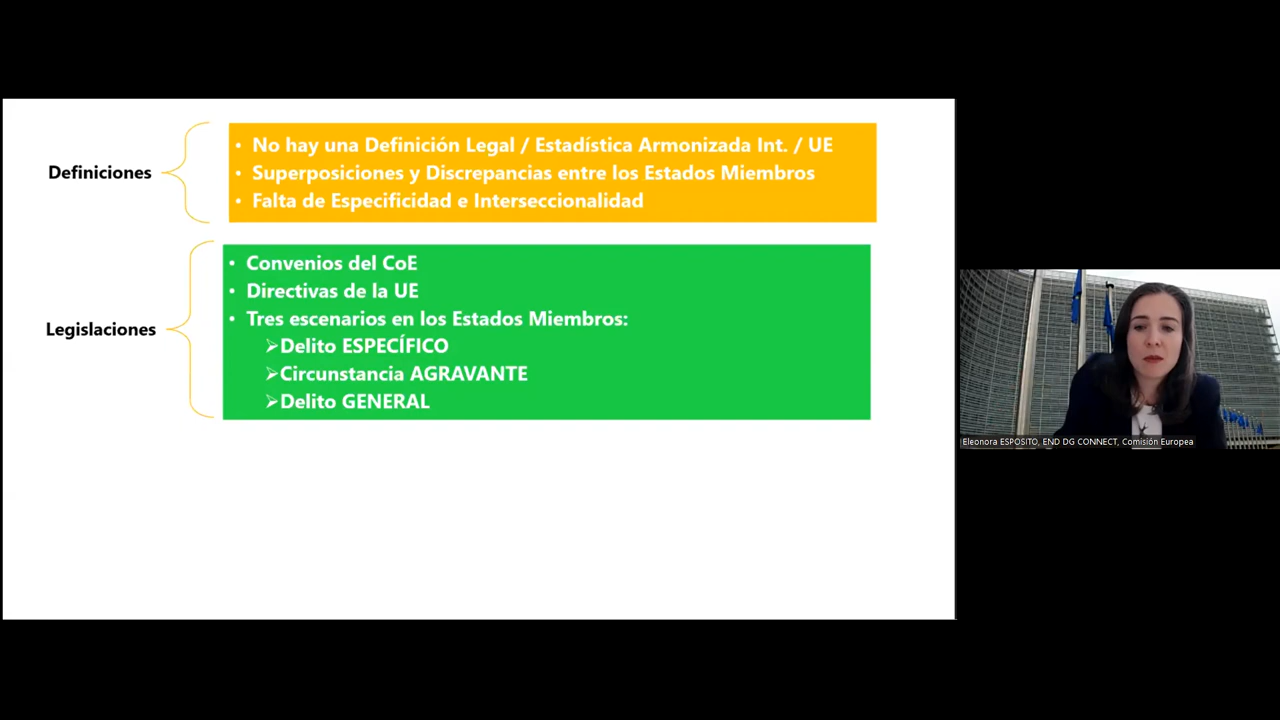 Definiciones
• No hay una Definición Legal / Estadística Armonizada Int. / UE
• Superposiciones y Discrepancias entre los Estados Miembros
• Falta de Especificidad e Interseccionalidad
Legislaciones
• Convenios del CoE
• Directivas de la UE
• Tres escenarios en los Estados Miembros:
➢Delito ESPECÍFICO
➢Circunstancia AGRAVANTE
➢Delito GENERAL
Eleonora ESPOSITO, END DG CONNECT, Comisión Europea